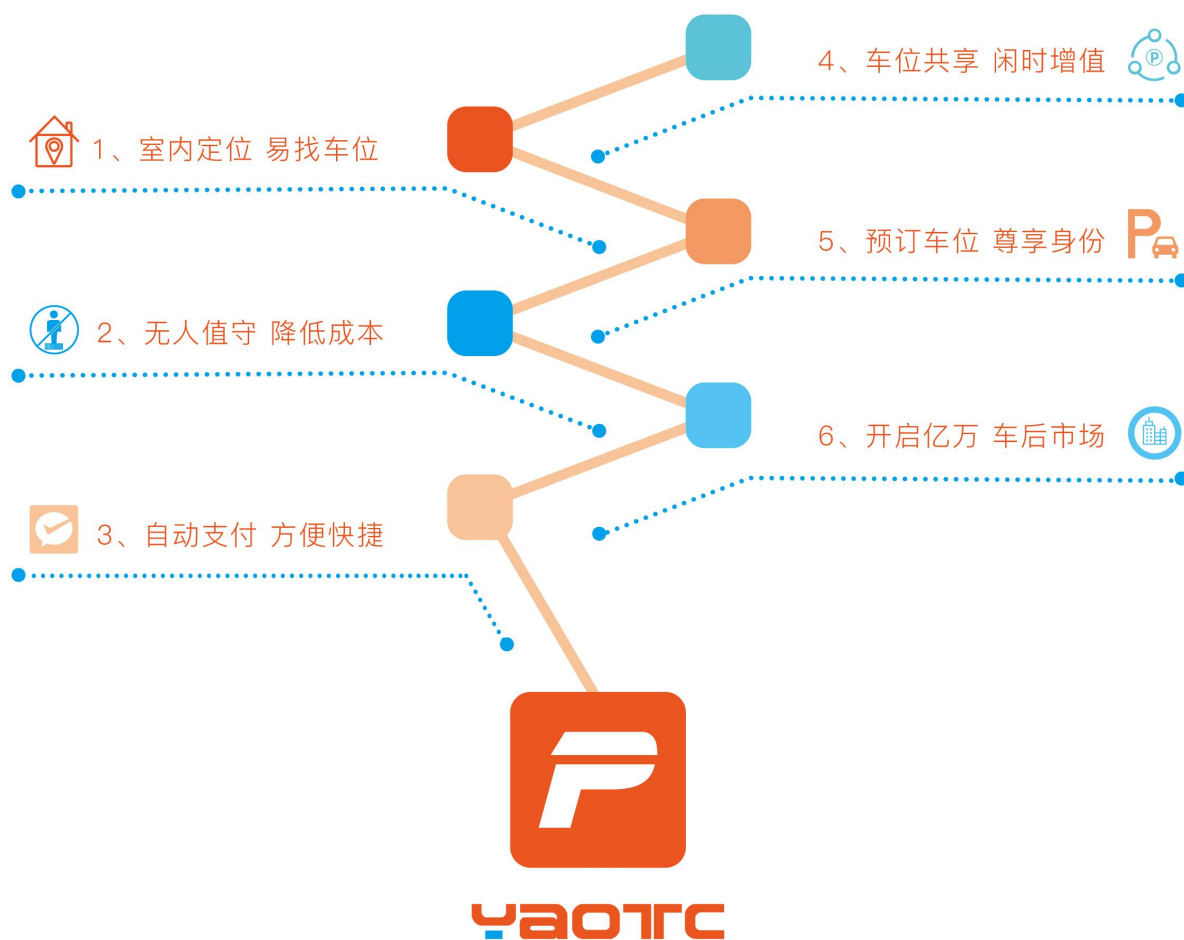 1、室内定位 易找车位
2、无人值守 降低成本
3、自动支付 方便快捷
4、车位共享 闲时增值
P
5、预订车位 尊享身份
P
6、开启亿万 车后市场
P
YAOTC